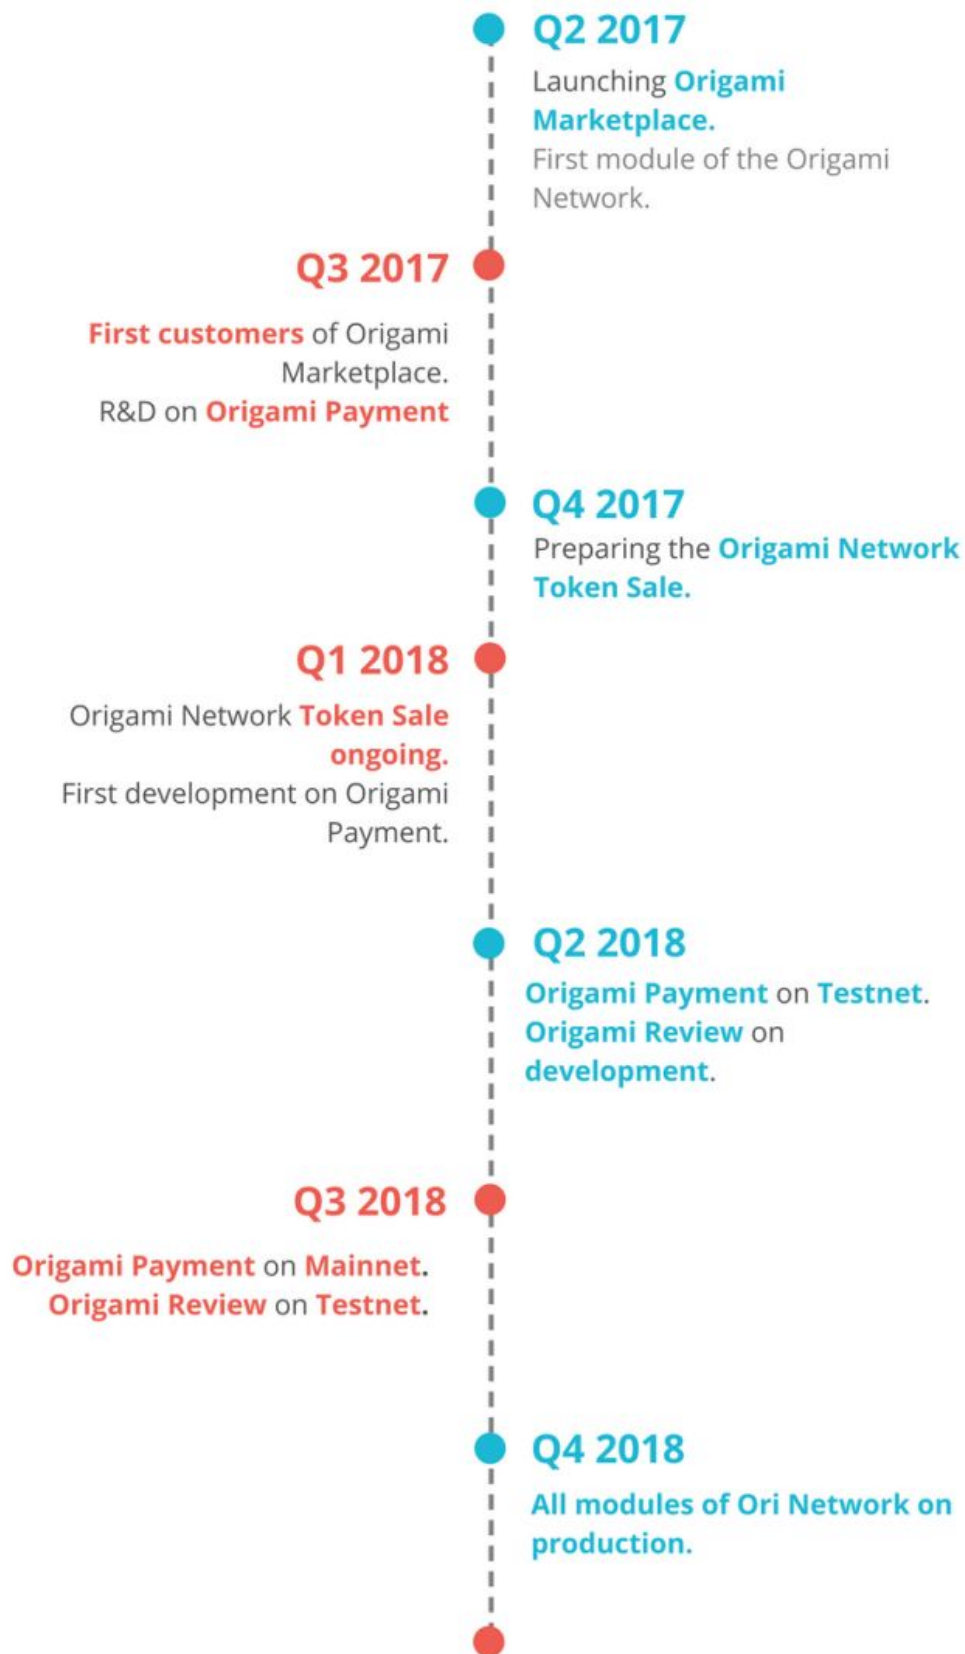 Q2 2017
Launching Origami
Marketplace.
First module of the Origami
Network.
Q3 2017
First customers of Origami
Marketplace.
R&D on Origami Payment
Q4 2017
Preparing the Origami Network
Token Sale.
Q1 2018
Origami Network Token Sale
ongoing.
First development on Origami
Payment.
Q2 2018
Origami Payment on Testnet.
Origami Review on
development.
Q3 2018
Origami Payment on Mainnet.
Origami Review on Testnet.
Q4 2018
All modules of Ori Network on
production.